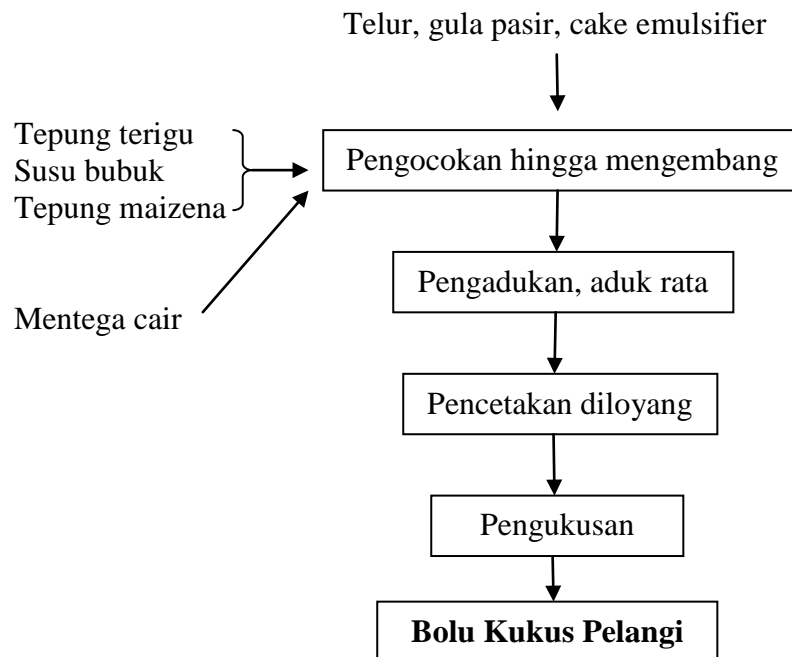 Telur, gula pasir, cake emulsifier
Tepung terigu
Susu bubuk
Tepung maizena
Pengocokan hingga mengembang
Mentega cair
Pengadukan, aduk rata
Pencetakan diloyang
Pengukusan
Bolu Kukus Pelangi